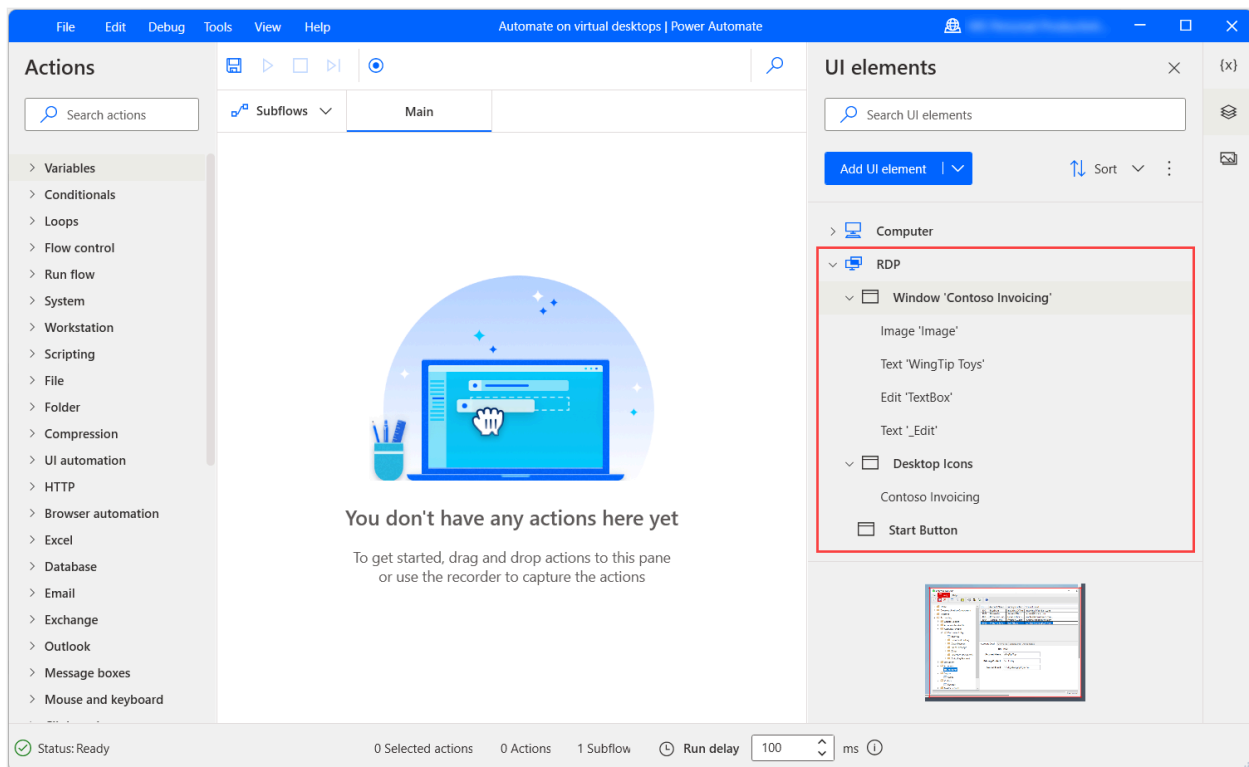 File Edit Debug Tools View Help Automate on virtual desktops | Power Automate
Actions
Search actions
Variables
Conditionals
Loops
Flow control
Run flow
System
Workstation
Scripting
File
Folder
Compression
UI automation
HTTP
Browser automation
Excel
Database
Email
Exchange
Outlook
Message boxes
Mouse and keyboard
Subflows Main
You don't have any actions here yet
To get started, drag and drop actions to this pane
or use the recorder to capture the actions
UI elements
{x}
Search UI elements
Add UI element Sort
Computer
RDP
Window 'Contoso Invoicing'
Image 'Image'
Text 'WingTip Toys'
Edit 'TextBox'
Text '_Edit'
Desktop Icons
Contoso Invoicing
Start Button
Status: Ready 0 Selected actions 0 Actions 1 Subflow Run delay 100 ms